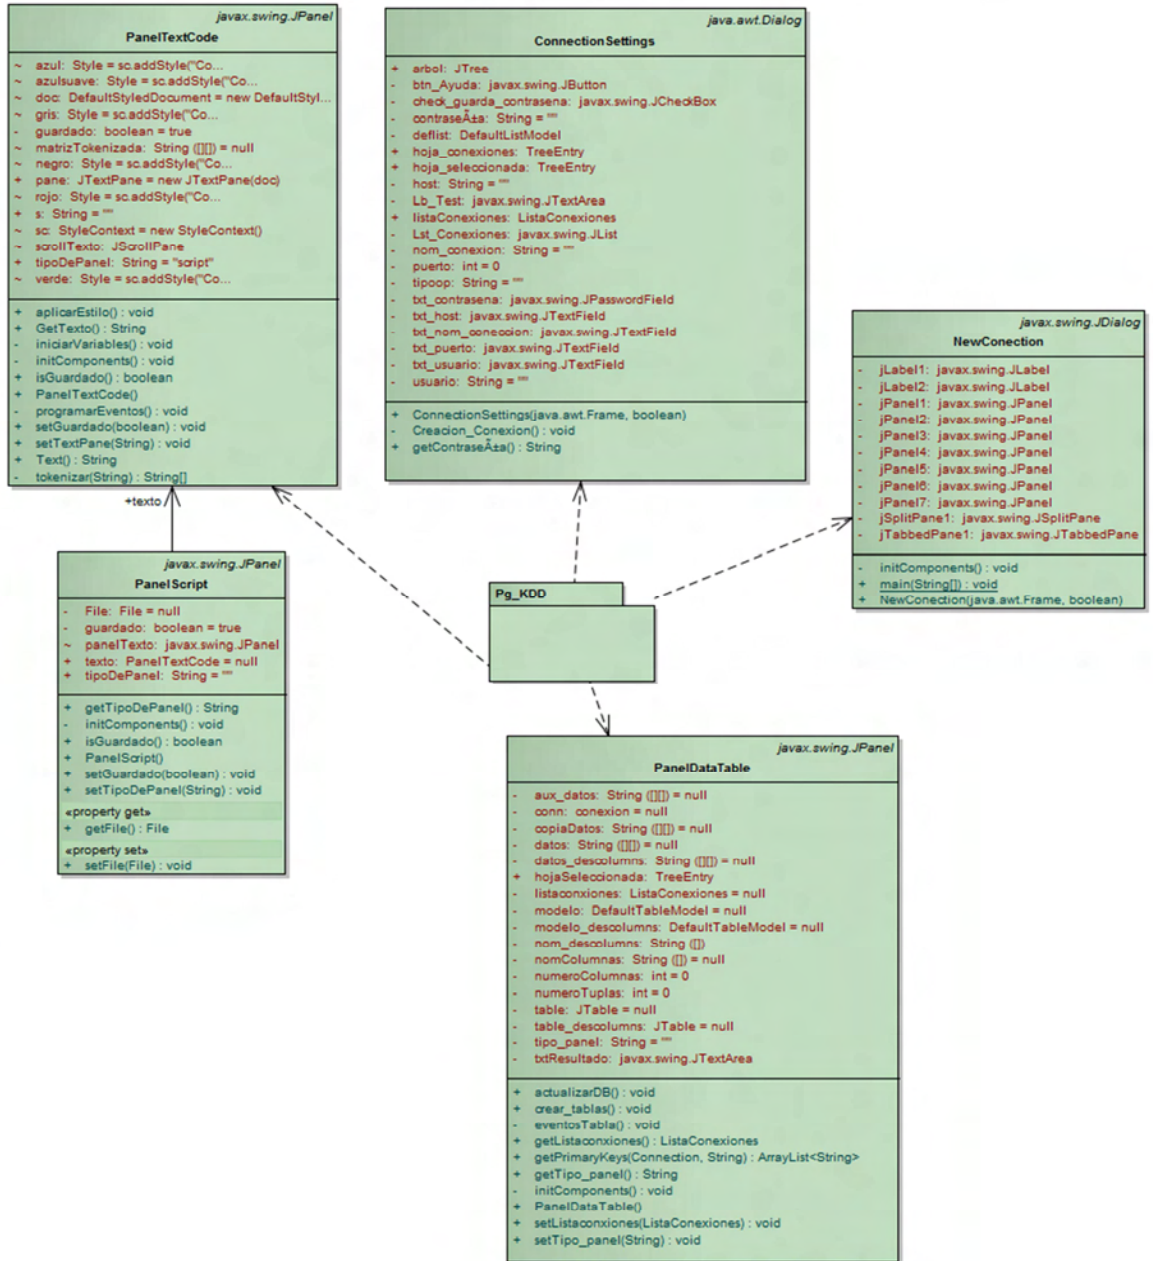 javax.swing.JPanel
PanelTextCode
~ azul: Style = sc.addStyle("Co...
~ azulsuave: Style = sc.addStyle("Co...
~ doc: DefaultStyledDocument = new DefaultStyl...
~ gris: Style = sc.addStyle("Co...
- guardado: boolean = true
~ matrizTokenizada: String ([][]) = null
~ negro: Style = sc.addStyle("Co...
+ pane: JTextPane = new JTextPane(doc)
~ rojo: Style = sc.addStyle("Co...
+ s: String = ""
~ sc: StyleContext = new StyleContext()
~ scrollTexto: JScrollPane
+ tipoDePanel: String = "script"
~ verde: Style = sc.addStyle("Co...
+ aplicarEstilo() : void
+ GetTexto() : String
- iniciarVariables() : void
- initComponents() : void
+ isGuardado() : boolean
+ PanelTextCode()
- programarEventos() : void
+ setGuardado(boolean) : void
+ setTextPane(String) : void
+ Text() : String
- tokenizar(String) : String[]
java.awt.Dialog
ConnectionSettings
+ arbol: JTree
- btn_Ayuda: javax.swing.JButton
- check_guarda_contrasena: javax.swing.JCheckBox
- contraseÃ±a: String = ""
- deflist: DefaultListModel
+ hoja_conexiones: TreeEntry
+ hoja_seleccionada: TreeEntry
- host: String = ""
- Lb_Test: javax.swing.JTextArea
+ listaConexiones: ListaConexiones
- Lst_Conexiones: javax.swing.JList
- nom_conexion: String = ""
- puerto: int = 0
- tipoop: String = ""
- txt_contrasena: javax.swing.JPasswordField
- txt_host: javax.swing.JTextField
- txt_nom_coneccion: javax.swing.JTextField
- txt_puerto: javax.swing.JTextField
- txt_usuario: javax.swing.JTextField
- usuario: String = ""
+ ConnectionSettings(java.awt.Frame, boolean)
- Creacion_Conexion() : void
+ getContraseÃ±a() : String
javax.swing.JDialog
NewConection
- jLabel1: javax.swing.JLabel
- jLabel2: javax.swing.JLabel
- jPanel1: javax.swing.JPanel
- jPanel2: javax.swing.JPanel
- jPanel3: javax.swing.JPanel
- jPanel4: javax.swing.JPanel
- jPanel5: javax.swing.JPanel
- jPanel6: javax.swing.JPanel
- jPanel7: javax.swing.JPanel
- jSplitPane1: javax.swing.JSplitPane
- jTabbedPane1: javax.swing.JTabbedPane
- initComponents() : void
+ main(String[]) : void
+ NewConection(java.awt.Frame, boolean)
+texto
javax.swing.JPanel
PanelScript
- File: File = null
- guardado: boolean = true
~ panelTexto: javax.swing.JPanel
+ texto: PanelTextCode = null
+ tipoDePanel: String = ""
+ getTipoDePanel() : String
- initComponents() : void
+ isGuardado() : boolean
+ PanelScript()
+ setGuardado(boolean) : void
+ setTipoDePanel(String) : void
«property get»
+ getFile() : File
«property set»
+ setFile(File) : void
Pg_KDD
javax.swing.JPanel
PanelDataTable
- aux_datos: String ([][]) = null
- conn: conexion = null
- copiaDatos: String ([][]) = null
- datos: String ([][]) = null
- datos_descolumns: String ([][]) = null
+ hojaSeleccionada: TreeEntry
- listaconxiones: ListaConexiones = null
- modelo: DefaultTableModel = null
- modelo_descolumns: DefaultTableModel = null
- nom_descolumns: String ([])
- nomColumnas: String ([]) = null
- numeroColumnas: int = 0
- numeroTuplas: int = 0
- table: JTable = null
- table_descolumns: JTable = null
- tipo_panel: String = ""
- txtResultado: javax.swing.JTextArea
+ actualizarDB() : void
+ crear_tablas() : void
- eventosTabla() : void
+ getListaconxiones() : ListaConexiones
+ getPrimaryKeys(Connection, String) : ArrayList<String>
+ getTipo_panel() : String
- initComponents() : void
+ PanelDataTable()
+ setListaconxiones(ListaConexiones) : void
+ setTipo_panel(String) : void